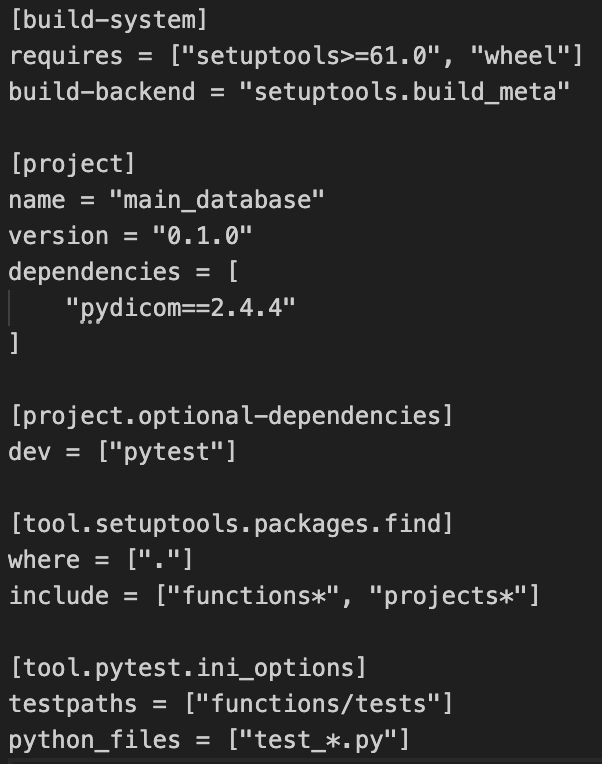 [build-system]
requires = ["setuptools>=61.0", "wheel"]
build-backend = "setuptools.build_meta"

[project]
name = "main_database"
version = "0.1.0"
dependencies = [
    "pydicom==2.4.4"
]

[project.optional-dependencies]
dev = ["pytest"]

[tool.setuptools.packages.find]
where = ["."]
include = ["functions*", "projects*"]

[tool.pytest.ini_options]
testpaths = ["functions/tests"]
python_files = ["test_*.py"]